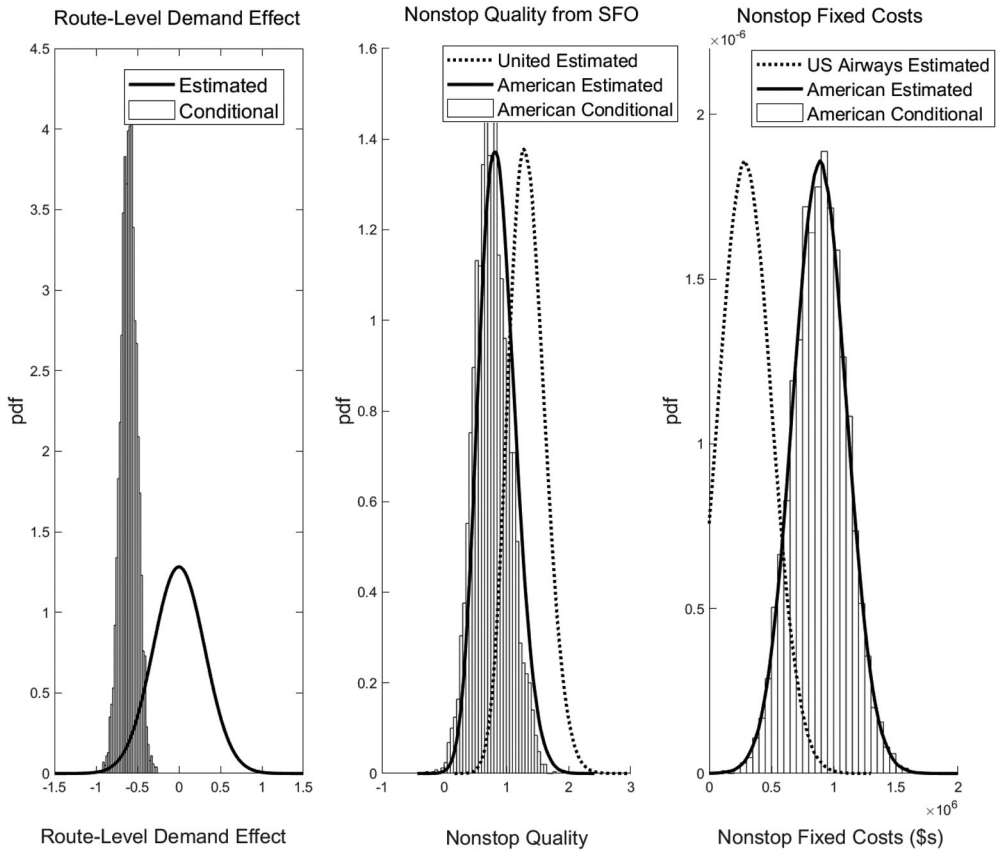 Route-Level Demand Effect
4.5
4
3.5
3
2.5
2
1.5
1
0.5
0
pdf
Estimated
Conditional
-1.5
-1
-0.5
0
0.5
1
1.5
Route-Level Demand Effect
Nonstop Quality from SFO
1.6
1.4
1.2
1
0.8
0.6
0.4
0.2
0
pdf
United Estimated
American Estimated
American Conditional
-1
0
1
2
3
Nonstop Quality
Nonstop Fixed Costs
×10⁻⁶
2
1.5
1
0.5
0
pdf
US Airways Estimated
American Estimated
American Conditional
0
0.5
1
1.5
2
×10⁶
Nonstop Fixed Costs ($s)